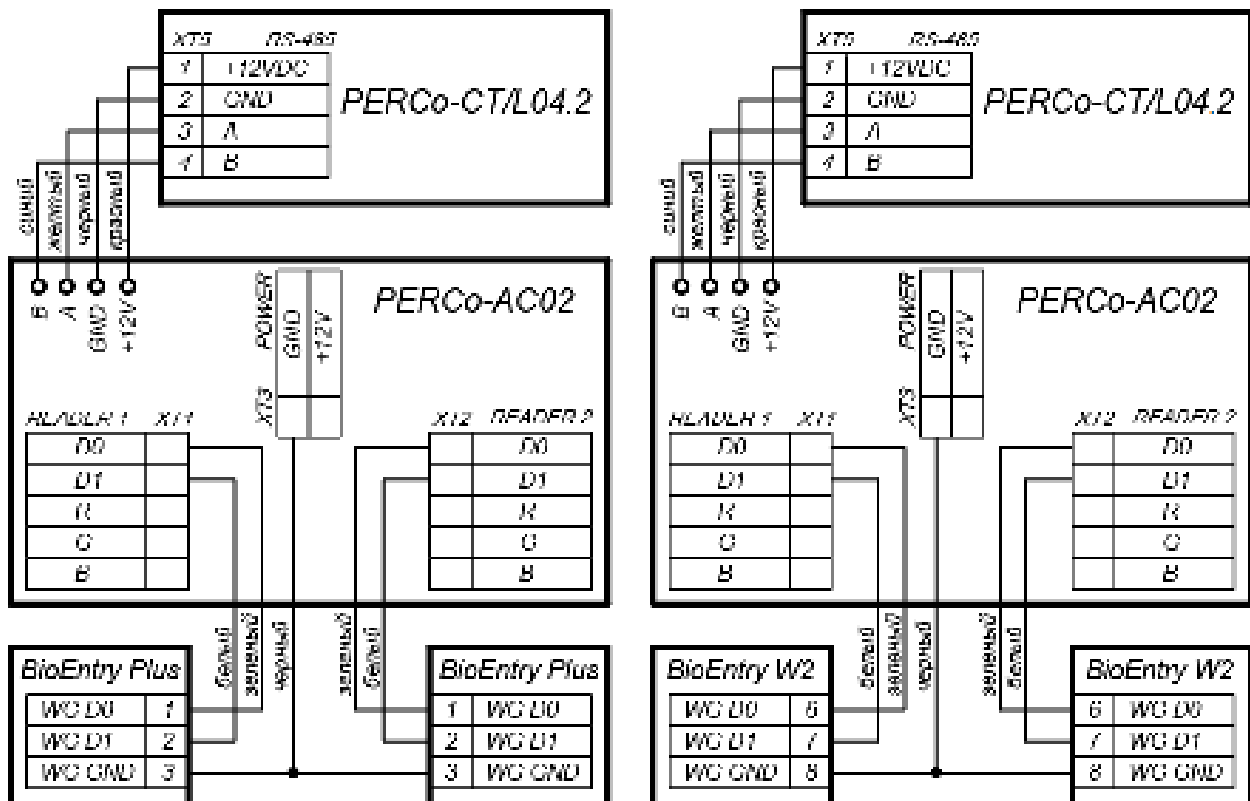 XT5 RS-485
1 +12VDC
2 GND
3 A
4 B
PERCo-CT/L04.2
синий
желтый
черный
красный
B
A
GND
+12V
XT3 POWER
GND
+12V
PERCo-AC02
READER 1 XT1
D0
D1
R
G
B
XT2 READER 2
D0
D1
R
G
B
белый
зеленый
черный
зеленый
белый
BioEntry Plus
WG D0 1
WG D1 2
WG GND 3
BioEntry Plus
1 WG D0
2 WG D1
3 WG GND
XT5 RS-485
1 +12VDC
2 GND
3 A
4 B
PERCo-CT/L04.2
синий
желтый
черный
красный
B
A
GND
+12V
XT3 POWER
GND
+12V
PERCo-AC02
READER 1 XT1
D0
D1
R
G
B
XT2 READER 2
D0
D1
R
G
B
белый
зеленый
черный
зеленый
белый
BioEntry W2
WG D0 6
WG D1 7
WG GND 8
BioEntry W2
6 WG D0
7 WG D1
8 WG GND